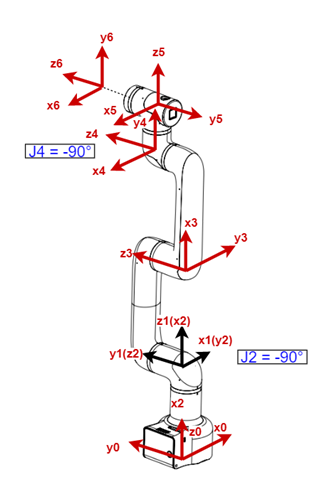 y6
z6
x6
z5
x5
y4
y5
z4
J4 = -90°
x4
x3
y3
z3
z1(x2)
x1(y2)
y1(z2)
J2 = -90°
x2
z0
x0
y0